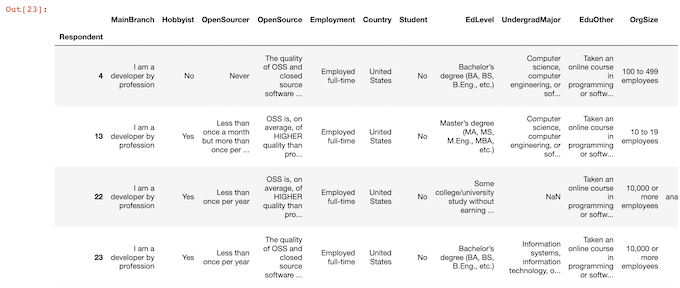 Out[23]:
MainBranch Hobbyist OpenSourcer OpenSource Employment Country Student EdLevel UndergradMajor EduOther OrgSize
Respondent
4 I am a developer by profession No Never The quality of OSS and closed source software ... Employed full-time United States No Bachelor's degree (BA, BS, B.Eng., etc.) Computer science, computer engineering, or sof... Taken an online course in programming or softw... 100 to 499 employees
13 I am a developer by profession Yes Less than once a month but more than once per ... OSS is, on average, of HIGHER quality than pro... Employed full-time United States No Master's degree (MA, MS, M.Eng., MBA, etc.) Computer science, computer engineering, or sof... Taken an online course in programming or softw... 10 to 19 employees
22 I am a developer by profession Yes Less than once per year OSS is, on average, of HIGHER quality than pro... Employed full-time United States No Some college/university study without earning ... NaN Taken an online course in programming or softw... 10,000 or more employees ana
23 I am a developer by profession Yes Less than once per year The quality of OSS and closed source software ... Employed full-time United States No Bachelor's degree (BA, BS, B.Eng., etc.) Information systems, information technology, o... Taken an online course in programming or softw... 10,000 or more employees